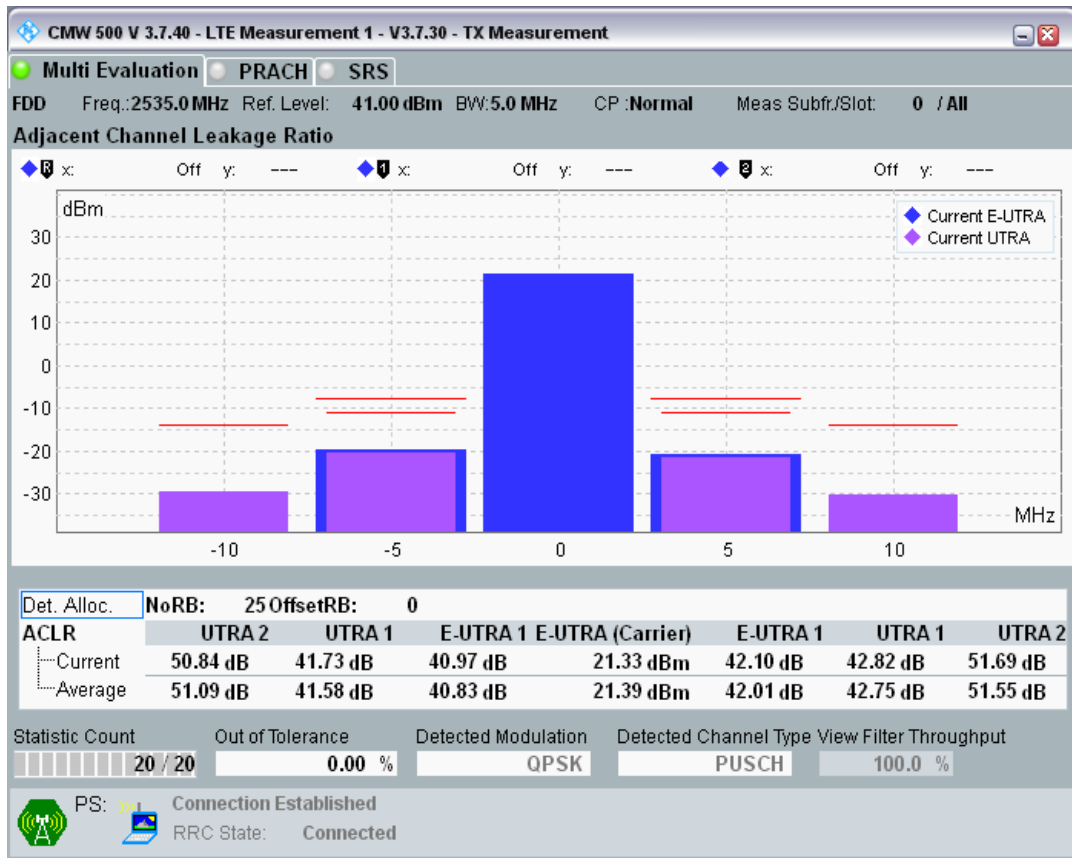 CMW 500 V 3.7.40 - LTE Measurement 1 - V3.7.30 - TX Measurement
Multi Evaluation PRACH SRS
FDD Freq.:2535.0 MHz Ref. Level: 41.00 dBm BW:5.0 MHz CP :Normal Meas Subfr./Slot: 0 / All
Adjacent Channel Leakage Ratio
R x: Off y: --- 1 x: Off y: --- 2 x: Off y: ---
dBm
Current E-UTRA
Current UTRA
30
20
10
0
-10
-20
-30
MHz
-10 -5 0 5 10
Det. Alloc. NoRB: 25 OffsetRB: 0
ACLR UTRA 2 UTRA 1 E-UTRA 1 E-UTRA (Carrier) E-UTRA 1 UTRA 1 UTRA 2
Current 50.84 dB 41.73 dB 40.97 dB 21.33 dBm 42.10 dB 42.82 dB 51.69 dB
Average 51.09 dB 41.58 dB 40.83 dB 21.39 dBm 42.01 dB 42.75 dB 51.55 dB
Statistic Count Out of Tolerance Detected Modulation Detected Channel Type View Filter Throughput
20 / 20 0.00 % QPSK PUSCH 100.0 %
PS: Connection Established
RRC State: Connected